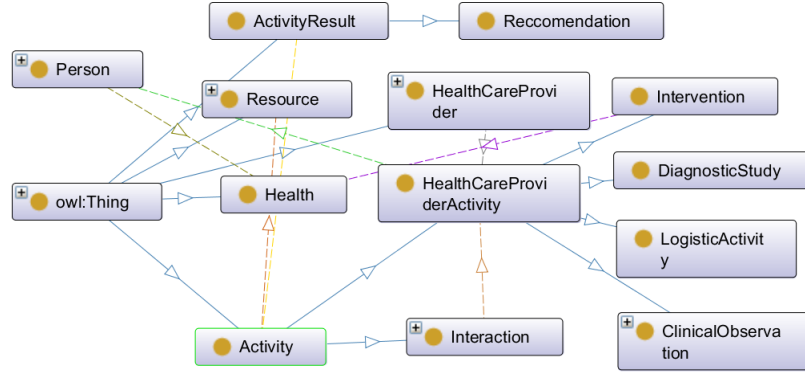 ActivityResult
Reccomendation
Person
Resource
HealthCareProvi
der
Intervention
owl:Thing
Health
HealthCareProvi
derActivity
DiagnosticStudy
LogisticActivit
y
Activity
Interaction
ClinicalObserva
tion